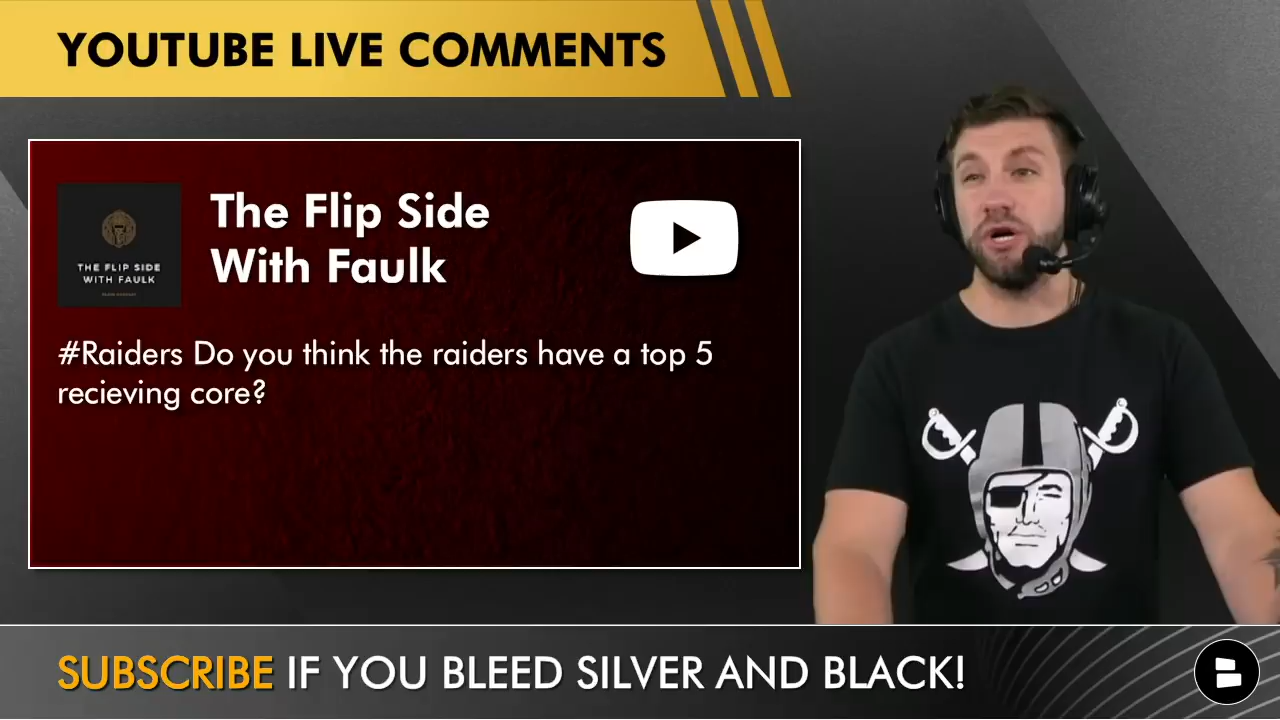 YOUTUBE LIVE COMMENTS
The Flip Side
With Faulk
THE FLIP SIDE
WITH FAULK
#Raiders Do you think the raiders have a top 5
recieving core?
SUBSCRIBE IF YOU BLEED SILVER AND BLACK!